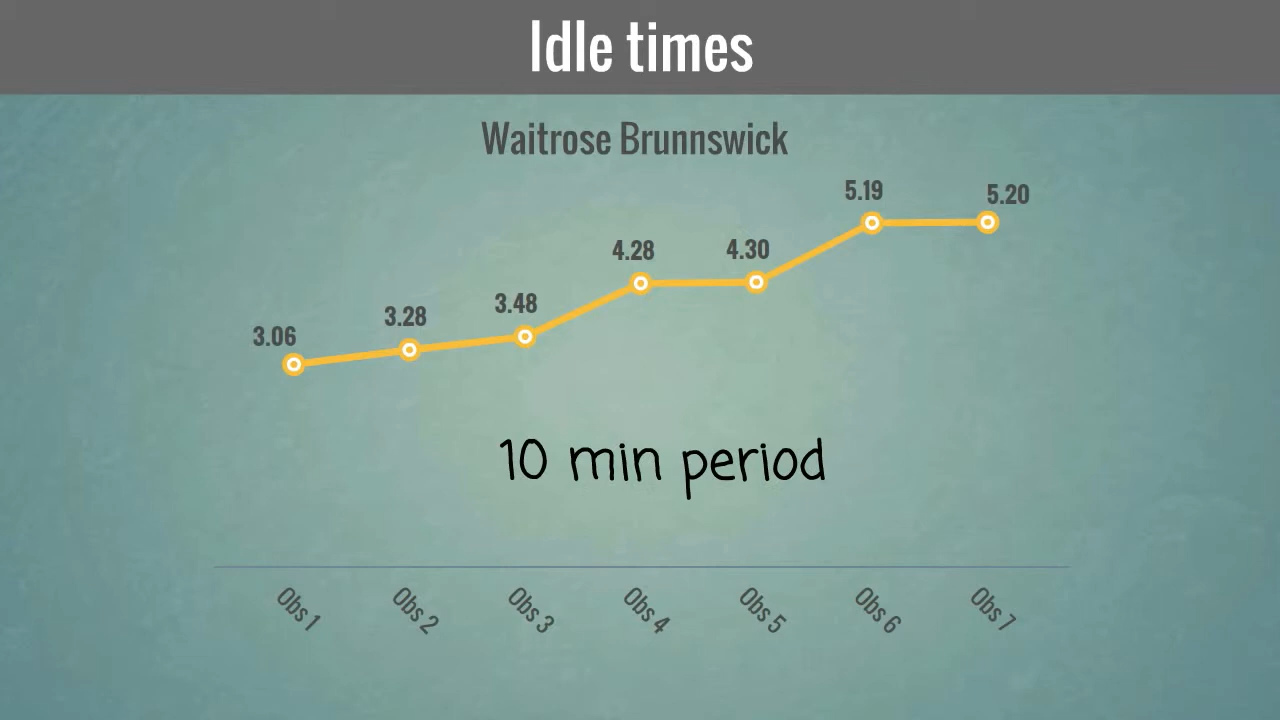 Idle times
Waitrose Brunnswick
3.06
3.28
3.48
4.28
4.30
5.19
5.20
10 min period
Obs 1
Obs 2
Obs 3
Obs 4
Obs 5
Obs 6
Obs 7